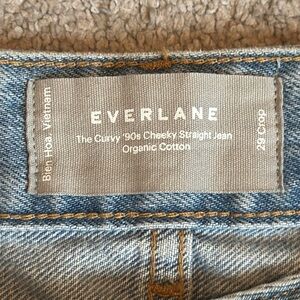 Bien Hoa, Vietnam
EVERLANE
The Curvy '90s Cheeky Straight Jean
Organic Cotton
29 Crop